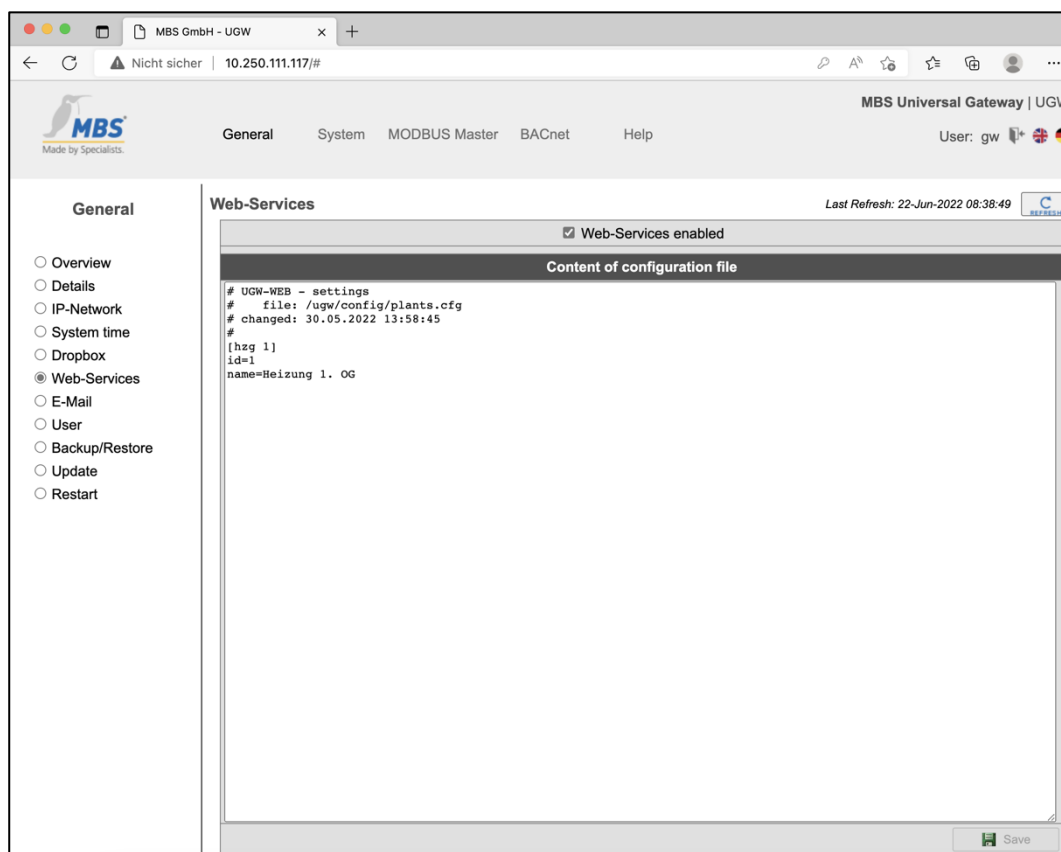 MBS GmbH - UGW
Nicht sicher | 10.250.111.117/#
MBS
Made by Specialists.
General System MODBUS Master BACnet Help
MBS Universal Gateway | UGW
User: gw
General
Overview
Details
IP-Network
System time
Dropbox
Web-Services
E-Mail
User
Backup/Restore
Update
Restart
Web-Services
Last Refresh: 22-Jun-2022 08:38:49
REFRESH
Web-Services enabled
Content of configuration file
# UGW-WEB - settings
#    file: /ugw/config/plants.cfg
# changed: 30.05.2022 13:58:45
#
[hzg 1]
id=1
name=Heizung 1. OG
Save